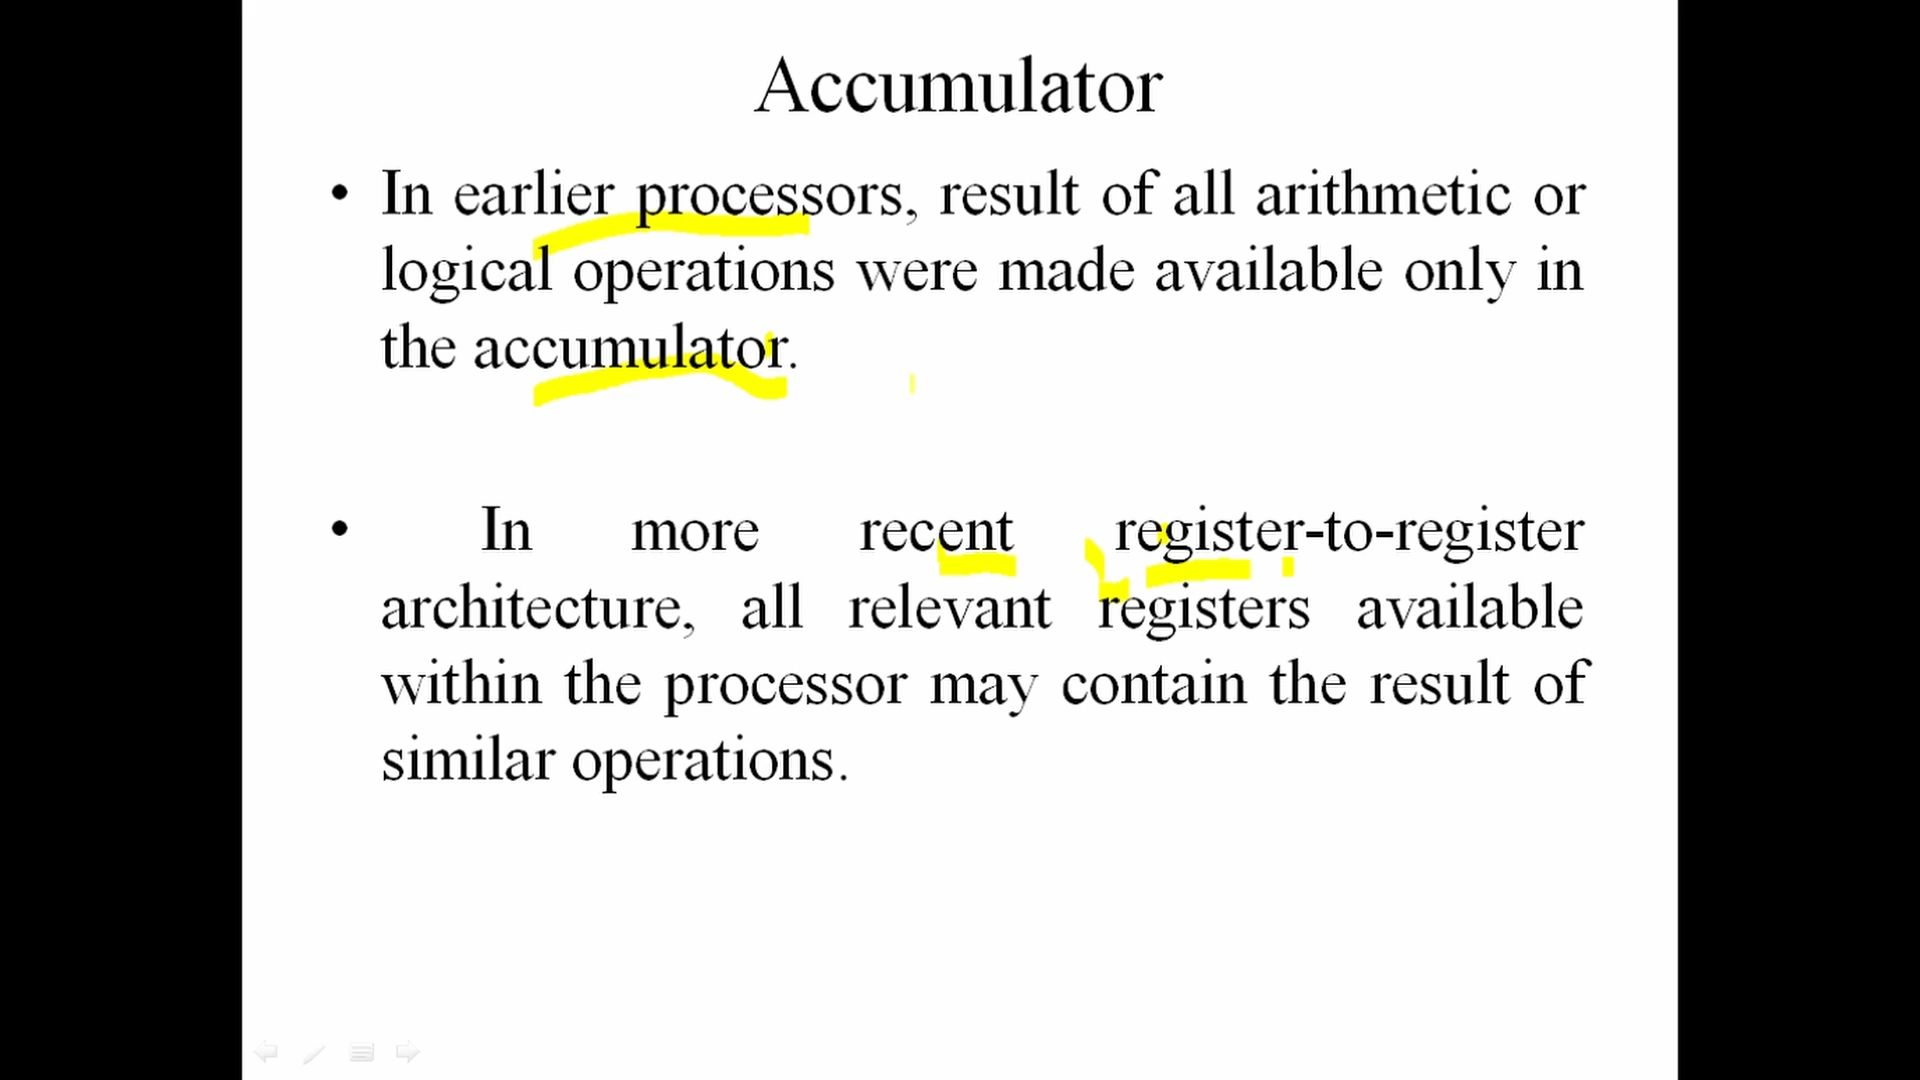 Accumulator
• In earlier processors, result of all arithmetic or
logical operations were made available only in
the accumulator.
• In more recent register-to-register
architecture, all relevant registers available
within the processor may contain the result of
similar operations.